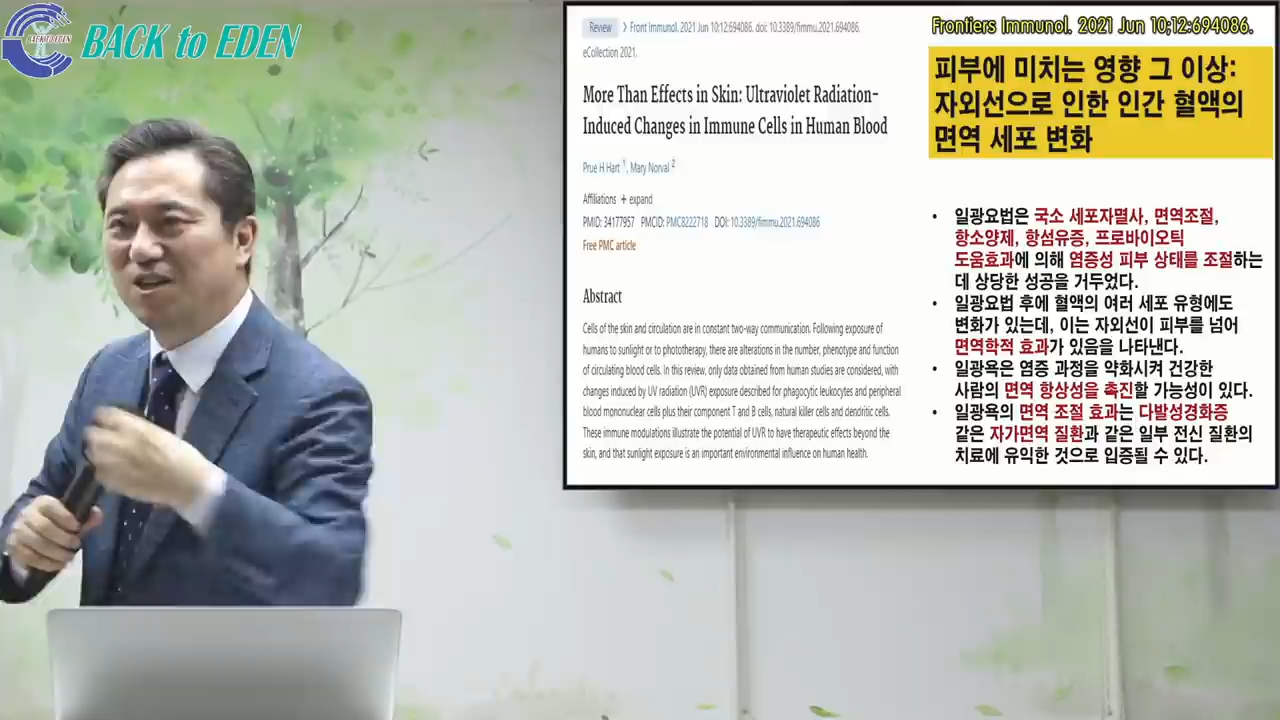 BACK TO EDEN
BACK to EDEN
Review
Front Immunol. 2021 Jun 10:12:694086. doi: 10.3389/fimmu.2021.694086.
eCollection 2021.
More Than Effects in Skin: Ultraviolet Radiation-
Induced Changes in Immune Cells in Human Blood
Prue H Hart 1, Mary Norval 2
Affiliations + expand
PMID: 34177957 PMCID: PMC8222718 DOI: 10.3389/fimmu.2021.694086
Free PMC article
Abstract
Cells of the skin and circulation are in constant two-way communication. Following exposure of
humans to sunlight or to phototherapy, there are alterations in the number, phenotype and function
of circulating blood cells. In this review, only data obtained from human studies are considered, with
changes induced by UV radiation (UVR) exposure described for phagocytic leukocytes and peripheral
blood mononuclear cells plus their component T and B cells, natural killer cells and dendritic cells.
These immune modulations illustrate the potential of UVR to have therapeutic effects beyond the
skin, and that sunlight exposure is an important environmental influence on human health.
Frontiers Immunol. 2021 Jun 10;12:694086.
피부에 미치는 영향 그 이상:
자외선으로 인한 인간 혈액의
면역 세포 변화
• 일광요법은 국소 세포자멸사, 면역조절,
항소양제, 항섬유증, 프로바이오틱
도움효과에 의해 염증성 피부 상태를 조절하는
데 상당한 성공을 거두었다.
• 일광요법 후에 혈액의 여러 세포 유형에도
변화가 있는데, 이는 자외선이 피부를 넘어
면역학적 효과가 있음을 나타낸다.
• 일광욕은 염증 과정을 약화시켜 건강한
사람의 면역 항상성을 촉진할 가능성이 있다.
• 일광욕의 면역 조절 효과는 다발성경화증
같은 자가면역 질환과 같은 일부 전신 질환의
치료에 유익한 것으로 입증될 수 있다.